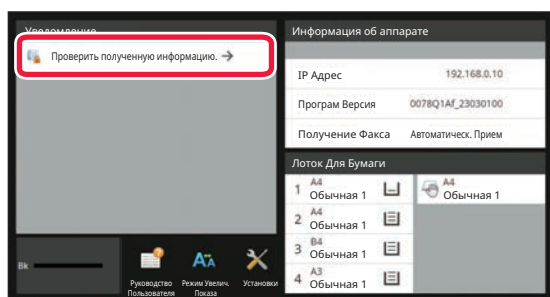 Уведомление
Проверить полученную информацию. →
Информация об аппарате
IP Адрес 192.168.0.10
Програм Версия 0078Q1Af_23030100
Получение Факса Автоматическ. Прием
Лоток Для Бумаги
1 A4
Обычная 1
A4
Обычная 1
2 A4
Обычная 1
3 B4
Обычная 1
4 A3
Обычная 1
Bk
Руководство
Пользователя
Режим Увелич.
Показа
Установки